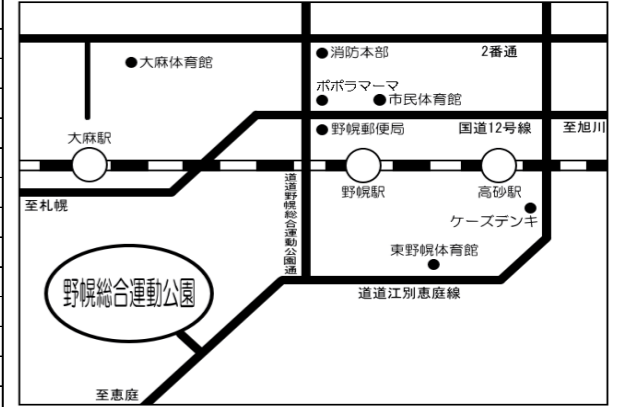 消防本部
2番通
大麻体育館
ポポラマーマ
市民体育館
野幌郵便局
国道12号線
至旭川
大麻駅
野幌駅
高砂駅
至札幌
道道野幌総合運動公園通
ケーズデンキ
東野幌体育館
野幌総合運動公園
道道江別恵庭線
至恵庭